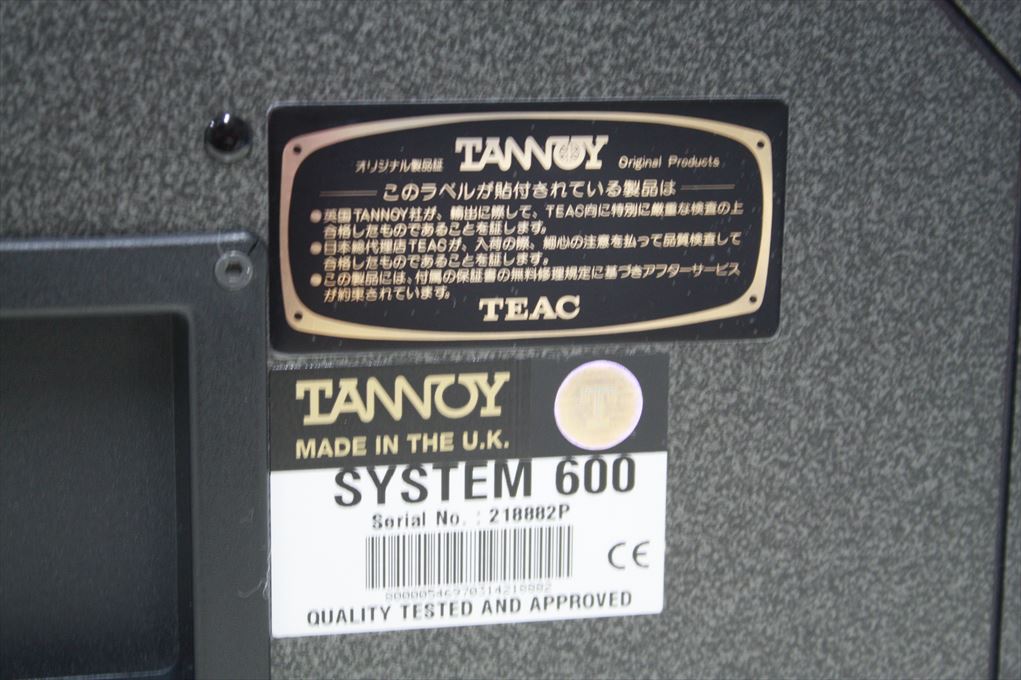 オリジナル製品証 TANNOY Original Products
このラベルが貼付されている製品は
●英国TANNOY社が、輸出に際して、TEAC向に特別に厳重な検査の上
合格したものであることを証します。
●日本総代理店TEACが、入荷の際、細心の注意を払って品質検査して
合格したものであることを証します。
●この製品には、付属の保証書の無料修理規定に基づきアフターサービス
が約束されています。
TEAC
TANNOY
T
MADE IN THE U.K.
SYSTEM 600
Serial No. : 218882P
CE
QUALITY TESTED AND APPROVED